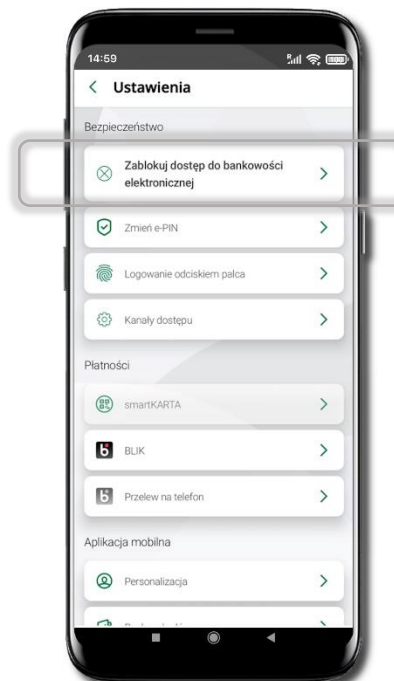 14:59
Ustawienia
Bezpieczeństwo
Zablokuj dostęp do bankowości
elektronicznej
Zmień e-PIN
Logowanie odciskiem palca
Kanały dostępu
Płatności
smartKARTA
BLIK
Przelew na telefon
Aplikacja mobilna
Personalizacja